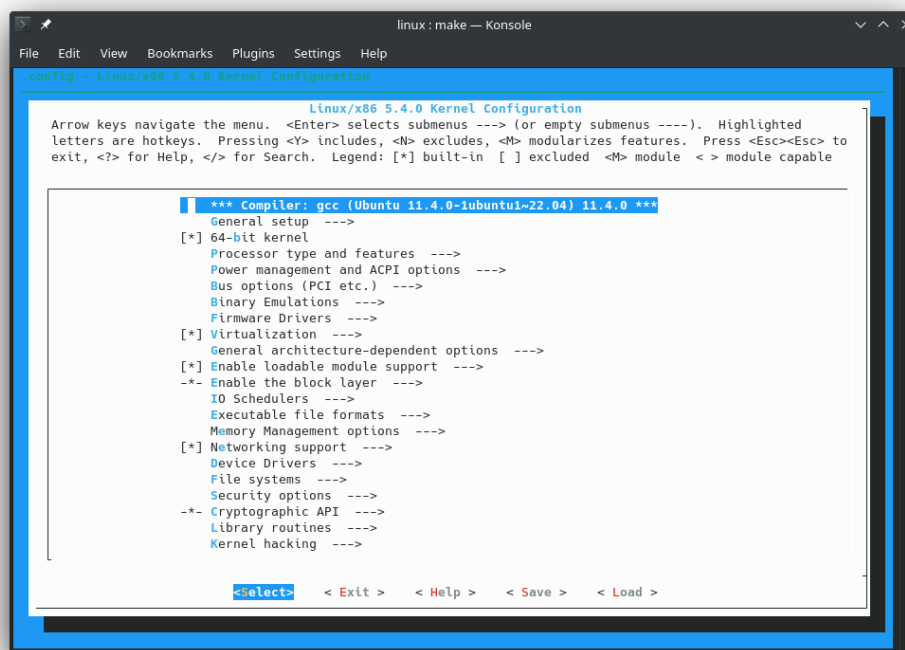 linux : make — Konsole
File Edit View Bookmarks Plugins Settings Help
.config - Linux/x86 5.4.0 Kernel Configuration
Linux/x86 5.4.0 Kernel Configuration
Arrow keys navigate the menu.  <Enter> selects submenus ---> (or empty submenus ----).  Highlighted
letters are hotkeys.  Pressing <Y> includes, <N> excludes, <M> modularizes features.  Press <Esc><Esc> to
exit, <?> for Help, </> for Search.  Legend: [*] built-in  [ ] excluded  <M> module  < > module capable
*** Compiler: gcc (Ubuntu 11.4.0-1ubuntu1~22.04) 11.4.0 ***
General setup  --->
[*] 64-bit kernel
Processor type and features  --->
Power management and ACPI options  --->
Bus options (PCI etc.)  --->
Binary Emulations  --->
Firmware Drivers  --->
[*] Virtualization  --->
General architecture-dependent options  --->
[*] Enable loadable module support  --->
-*- Enable the block layer  --->
IO Schedulers  --->
Executable file formats  --->
Memory Management options  --->
[*] Networking support  --->
Device Drivers  --->
File systems  --->
Security options  --->
-*- Cryptographic API  --->
Library routines  --->
Kernel hacking  --->
<Select>    < Exit >    < Help >    < Save >    < Load >